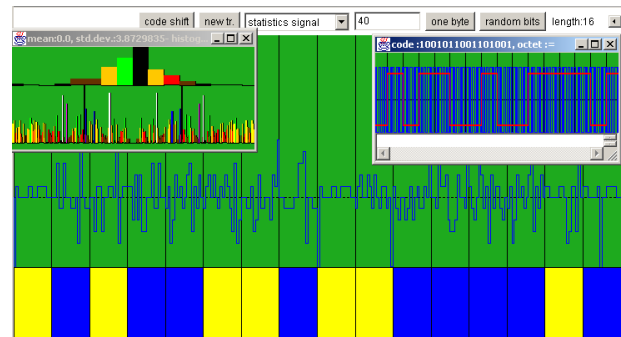 code shift new tr. statistics signal 40 one byte random bits length:16
mean:0.0, std.dev.:3.0729835- histog...
code :1001011001101001, octet :=